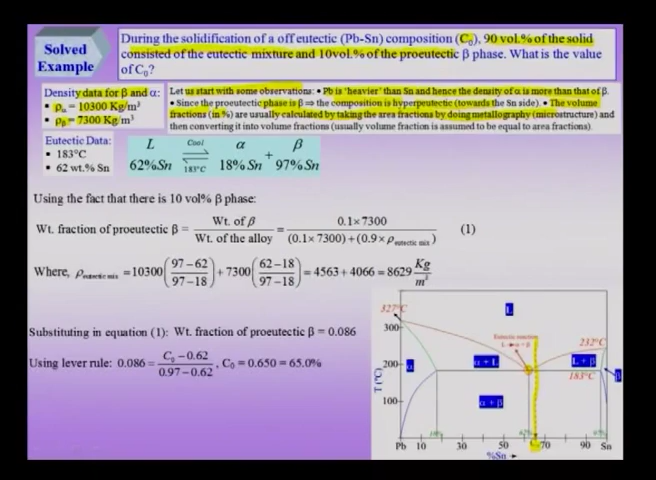 Solved
Example
During the solidification of a off eutectic (Pb-Sn) composition (C₀), 90 vol.% of the solid
consisted of the eutectic mixture and 10vol.% of the proeutectic β phase. What is the value
of C₀?
Density data for β and α:
▪ ρα = 10300 Kg/m³
▪ ρβ = 7300 Kg/m³
Let us start with some observations: ▪ Pb is 'heavier' than Sn and hence the density of α is more than that of β.
▪ Since the proeutectic phase is β ⇒ the composition is hyperpeutectic (towards the Sn side). ▪ The volume
fractions (in %) are usually calculated by taking the area fractions by doing metallography (microstructure) and
then converting it into volume fractions (usually volume fraction is assumed to be equal to area fractions).
Eutectic Data:
▪ 183°C
▪ 62 wt.% Sn
L Cool ⇌ 183°C α + β
62%Sn 18%Sn 97%Sn
Using the fact that there is 10 vol% β phase:
Wt. fraction of proeutectic β = Wt. of β / Wt. of the alloy = 0.1×7300 / (0.1×7300)+(0.9×ρeutectic mix) (1)
Where, ρeutectic mix = 10300((97−62)/(97−18)) + 7300((62−18)/(97−18)) = 4563 + 4066 = 8629 Kg/m³
Substituting in equation (1): Wt. fraction of proeutectic β = 0.086
Using lever rule: 0.086 = (C₀ − 0.62)/(0.97 − 0.62), C₀ = 0.650 = 65.0%
327°C
L
300
Eutectic reaction
L → α + β
232°C
200
α
α + L
L + β
183°C
β
T (°C)
100
α + β
18%
62%
97%
Pb 10 30 50 70 90 Sn
%Sn →